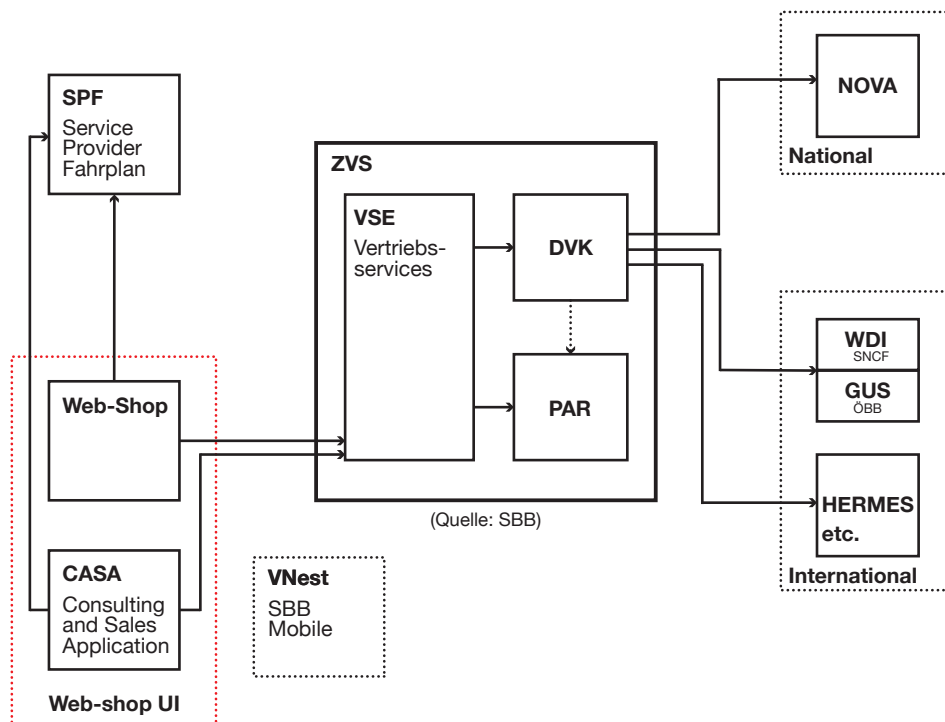 SPF
Service
Provider
Fahrplan
Web-Shop
CASA
Consulting
and Sales
Application
Web-shop UI
ZVS
VSE
Vertriebs-
services
DVK
PAR
(Quelle: SBB)
VNest
SBB
Mobile
NOVA
National
WDI
SNCF
GUS
ÖBB
HERMES
etc.
International